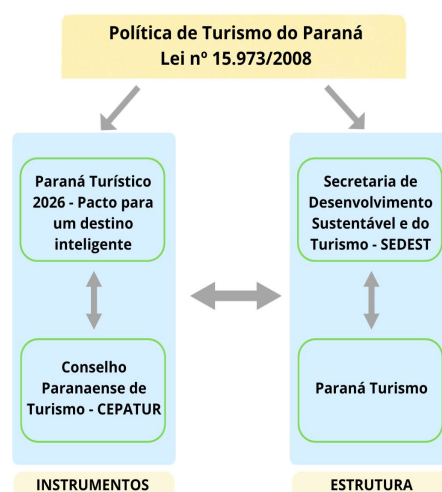 Política de Turismo do Paraná
Lei nº 15.973/2008
Paraná Turístico
2026 - Pacto para
um destino
inteligente
Conselho
Paranaense de
Turismo - CEPATUR
INSTRUMENTOS
Secretaria de
Desenvolvimento
Sustentável e do
Turismo - SEDEST
Paraná Turismo
ESTRUTURA